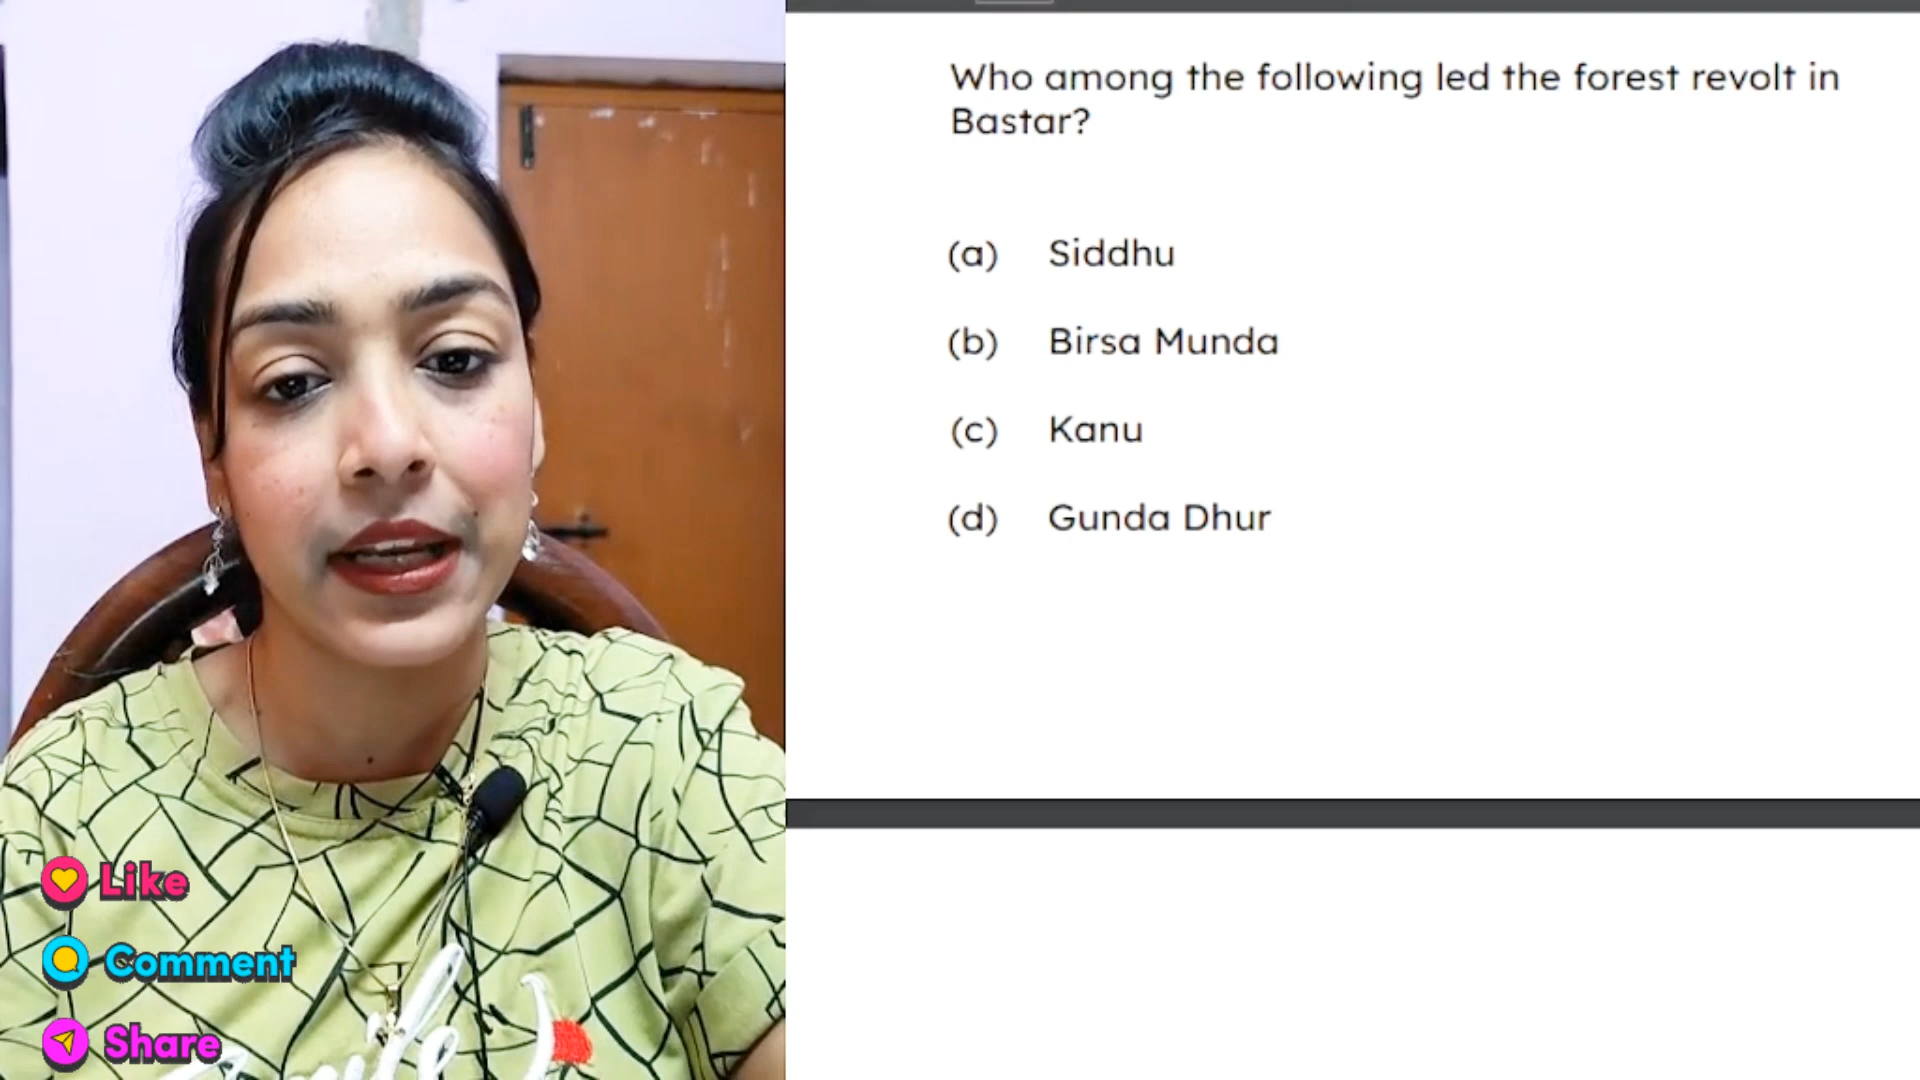 Who among the following led the forest revolt in
Bastar?
(a) Siddhu
(b) Birsa Munda
(c) Kanu
(d) Gunda Dhur
Like
Comment
Share